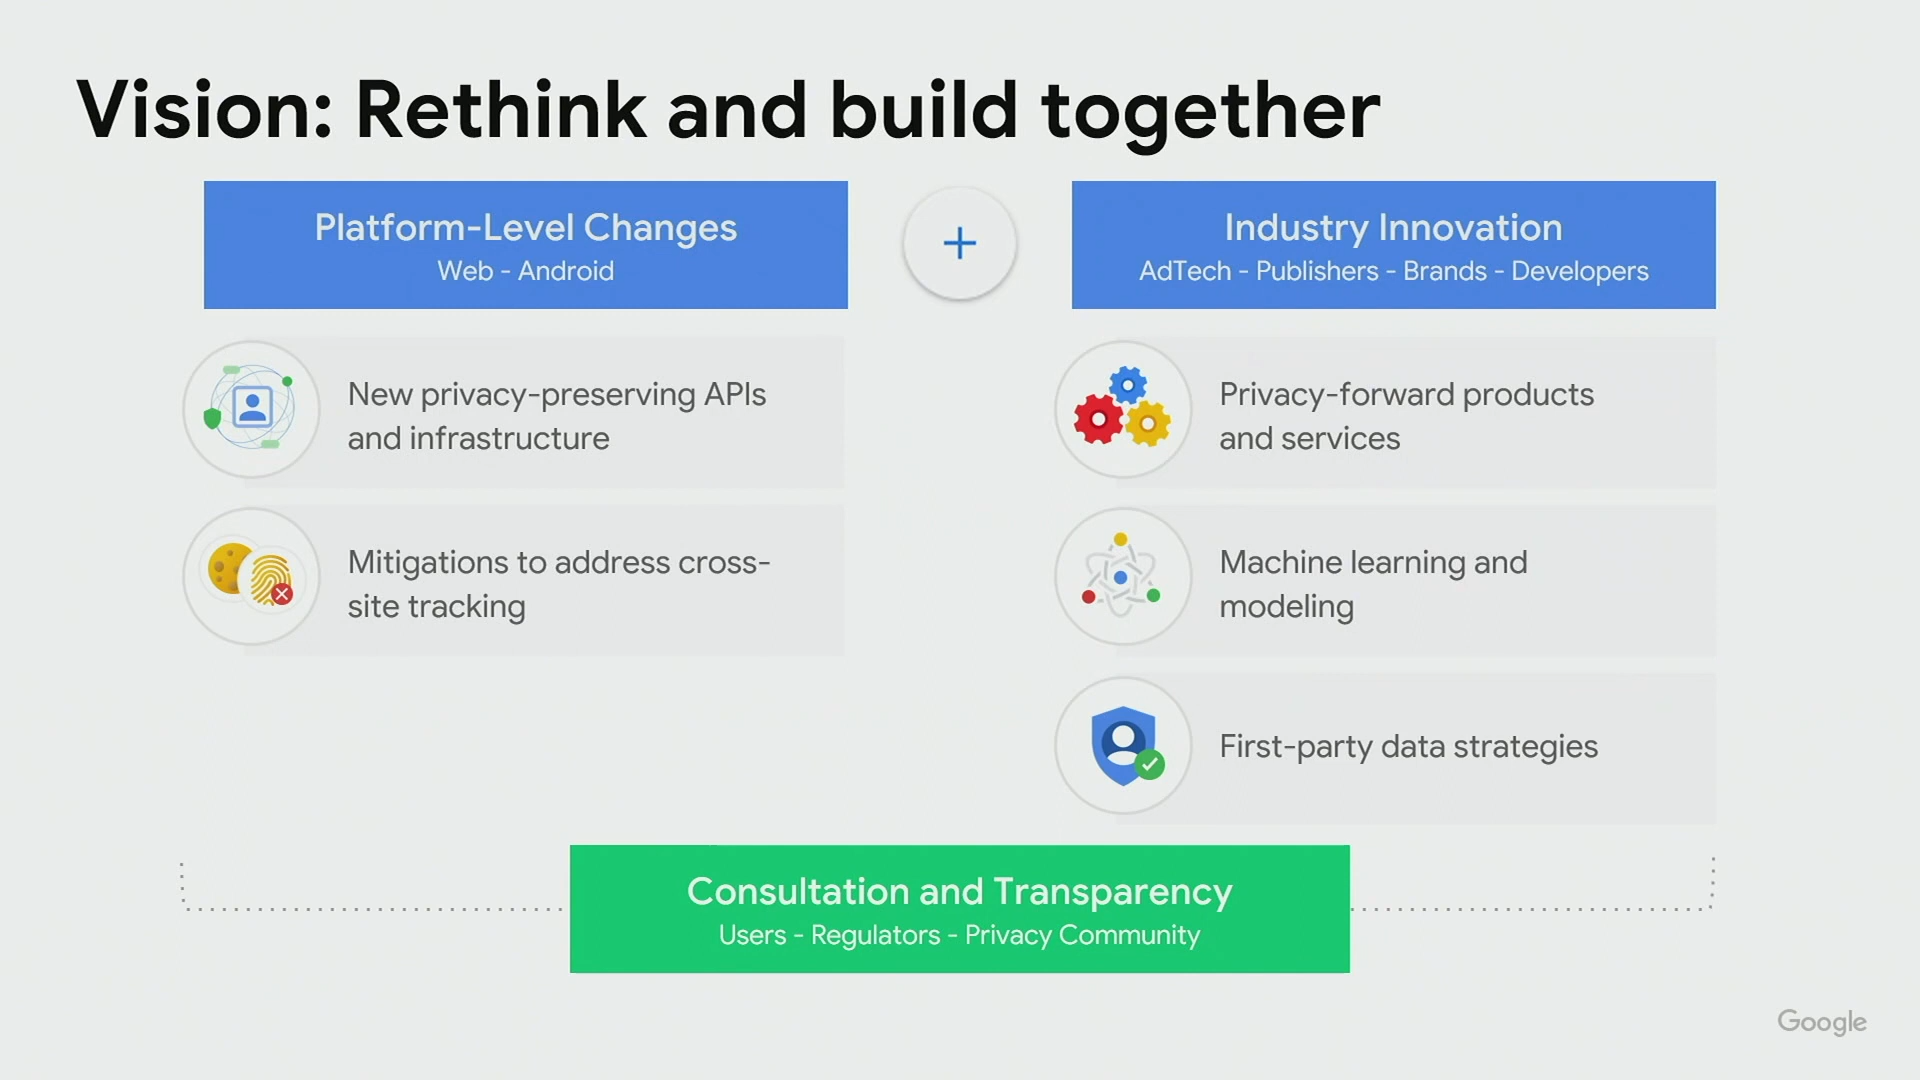 Vision: Rethink and build together
Platform-Level Changes
Web - Android
+
Industry Innovation
AdTech - Publishers - Brands - Developers
New privacy-preserving APIs
and infrastructure
Mitigations to address cross-
site tracking
Privacy-forward products
and services
Machine learning and
modeling
First-party data strategies
Consultation and Transparency
Users - Regulators - Privacy Community
Google